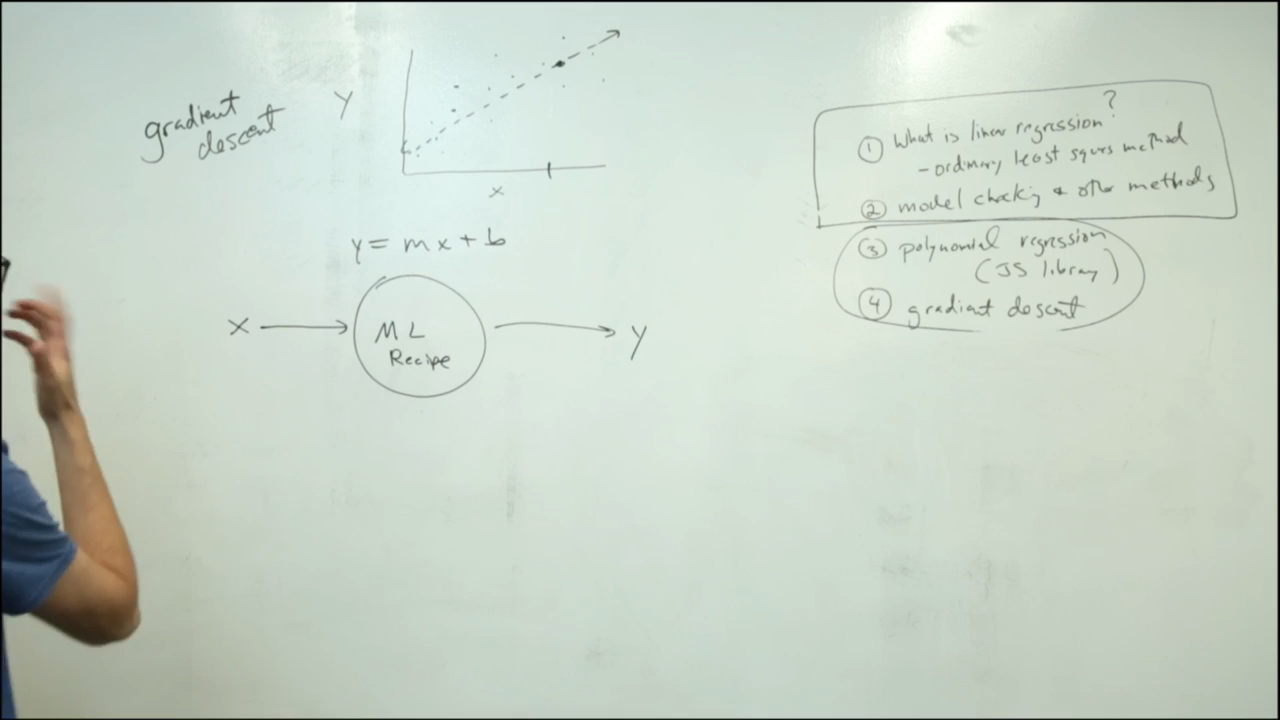 gradient
descent
Y
x
y = mx + b
x
ML
Recipe
y
① What is linear regression?
- ordinary least squrs method
② model checking & other methods
③ polynomial regression
(JS library)
④ gradient descent